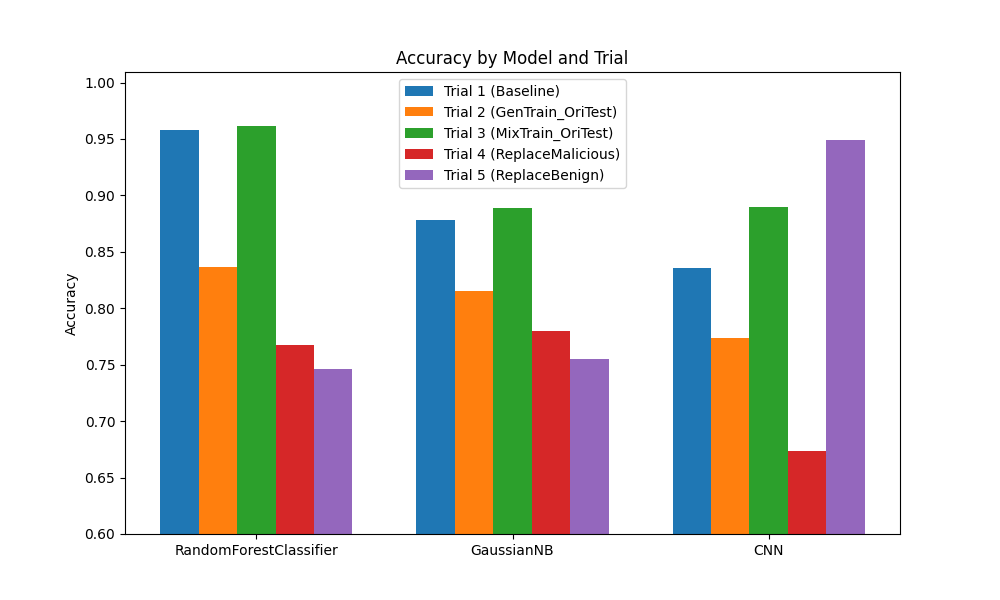 Accuracy by Model and Trial
Trial 1 (Baseline)
Trial 2 (GenTrain_OriTest)
Trial 3 (MixTrain_OriTest)
Trial 4 (ReplaceMalicious)
Trial 5 (ReplaceBenign)
Accuracy
1.00
0.95
0.90
0.85
0.80
0.75
0.70
0.65
0.60
RandomForestClassifier
GaussianNB
CNN